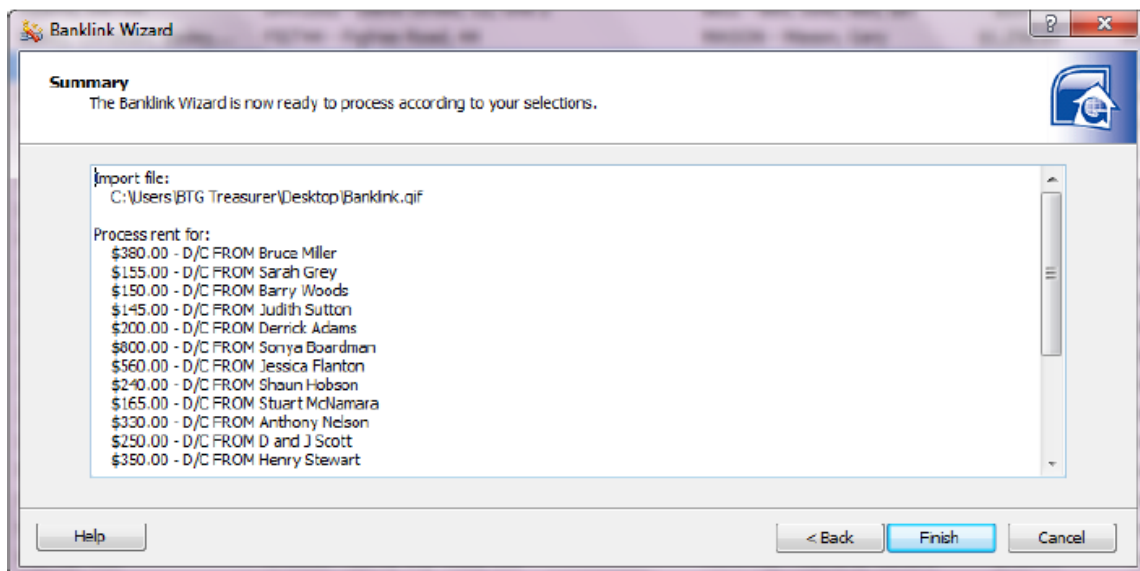 Banklink Wizard
Summary
The Banklink Wizard is now ready to process according to your selections.
Import file:
C:\Users\BTG Treasurer\Desktop\Banklink.qif
Process rent for:
$380.00 - D/C FROM Bruce Miller
$155.00 - D/C FROM Sarah Grey
$150.00 - D/C FROM Barry Woods
$145.00 - D/C FROM Judith Sutton
$200.00 - D/C FROM Derrick Adams
$800.00 - D/C FROM Sonya Boardman
$560.00 - D/C FROM Jessica Flanton
$240.00 - D/C FROM Shaun Hobson
$165.00 - D/C FROM Stuart McNamara
$330.00 - D/C FROM Anthony Nelson
$250.00 - D/C FROM D and J Scott
$350.00 - D/C FROM Henry Stewart
Help
< Back
Finish
Cancel